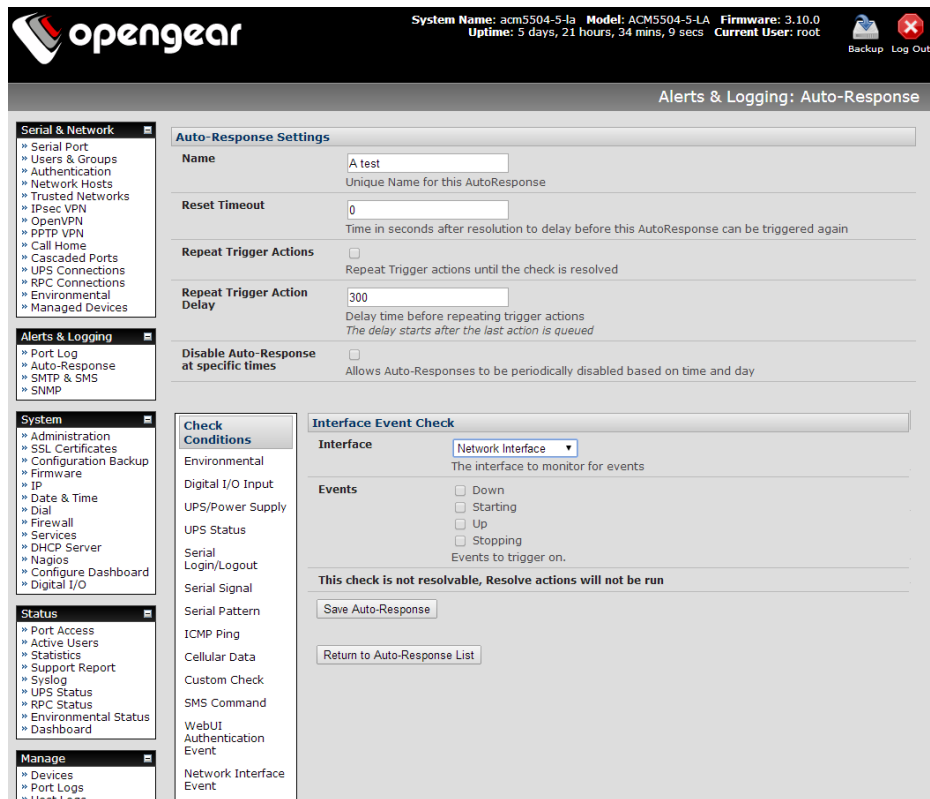 opengear
System Name: acm5504-5-la Model: ACM5504-5-LA Firmware: 3.10.0
Uptime: 5 days, 21 hours, 34 mins, 9 secs Current User: root
Backup Log Out
Alerts & Logging: Auto-Response
Serial & Network
» Serial Port
» Users & Groups
» Authentication
» Network Hosts
» Trusted Networks
» IPsec VPN
» OpenVPN
» PPTP VPN
» Call Home
» Cascaded Ports
» UPS Connections
» RPC Connections
» Environmental
» Managed Devices
Alerts & Logging
» Port Log
» Auto-Response
» SMTP & SMS
» SNMP
System
» Administration
» SSL Certificates
» Configuration Backup
» Firmware
» IP
» Date & Time
» Dial
» Firewall
» Services
» DHCP Server
» Nagios
» Configure Dashboard
» Digital I/O
Status
» Port Access
» Active Users
» Statistics
» Support Report
» Syslog
» UPS Status
» RPC Status
» Environmental Status
» Dashboard
Manage
» Devices
» Port Logs
» Host Logs
Auto-Response Settings
Name
A test
Unique Name for this AutoResponse
Reset Timeout
0
Time in seconds after resolution to delay before this AutoResponse can be triggered again
Repeat Trigger Actions
Repeat Trigger actions until the check is resolved
Repeat Trigger Action
Delay
300
Delay time before repeating trigger actions
The delay starts after the last action is queued
Disable Auto-Response
at specific times
Allows Auto-Responses to be periodically disabled based on time and day
Check
Conditions
Environmental
Digital I/O Input
UPS/Power Supply
UPS Status
Serial
Login/Logout
Serial Signal
Serial Pattern
ICMP Ping
Cellular Data
Custom Check
SMS Command
WebUI
Authentication
Event
Network Interface
Event
Interface Event Check
Interface
Network Interface
The interface to monitor for events
Events
Down
Starting
Up
Stopping
Events to trigger on.
This check is not resolvable, Resolve actions will not be run
Save Auto-Response
Return to Auto-Response List